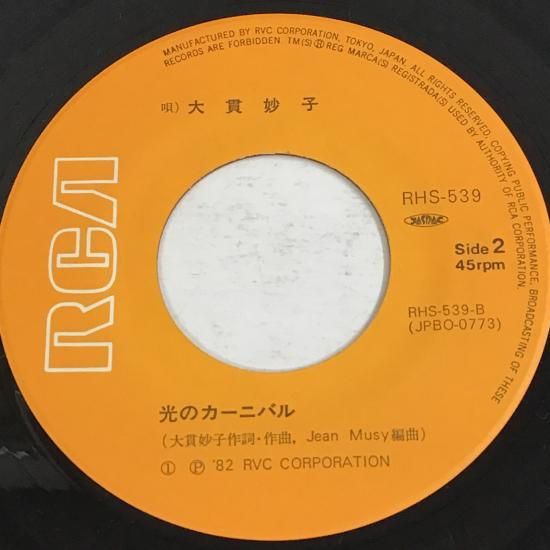 MANUFACTURED BY RVC CORPORATION, TOKYO, JAPAN. ALL RIGHTS RESERVED, COPYING PUBLIC PERFORMANCE, BROADCASTING OF THESE
RECORDS ARE FORBIDDEN TM(S)® REG MARCA(S) REGISTRADA(S) USED BY AUTHORITY OF RCA CORPORATION.
唄)大貫妙子
RCA
RHS-539
JASRAC
Side 2
45rpm
RHS-539-B
(JPBO-0773)
光のカーニバル
(大貫妙子作詞・作曲, Jean Musy編曲)
① Ⓟ '82 RVC CORPORATION